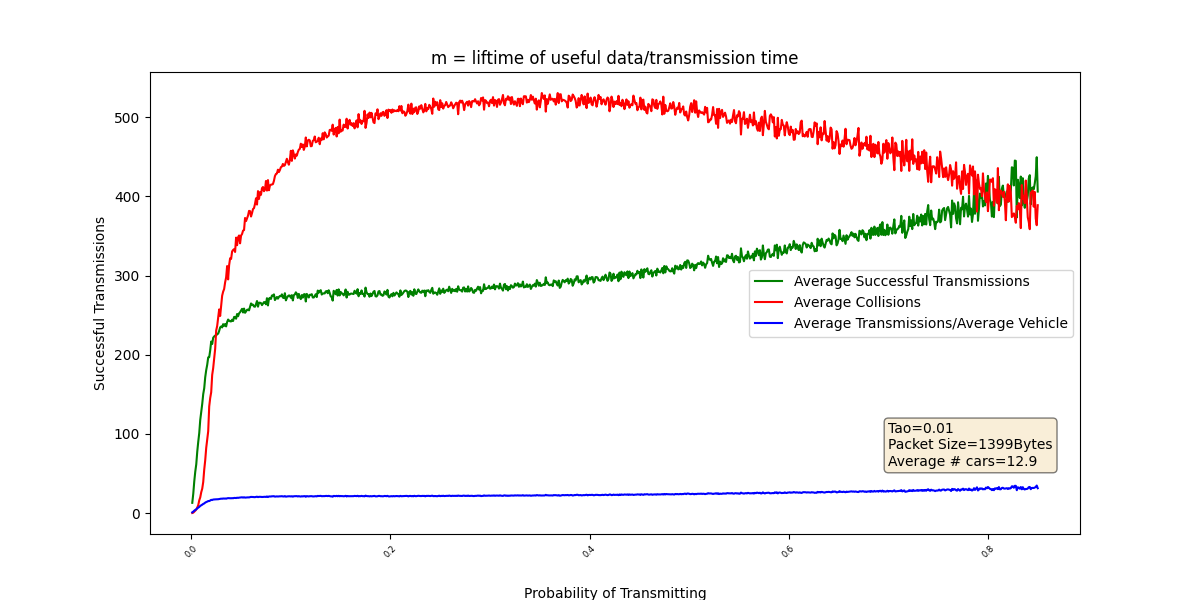 m = liftime of useful data/transmission time
Successful Transmissions
500
400
300
200
100
0
Average Successful Transmissions
Average Collisions
Average Transmissions/Average Vehicle
Tao=0.01
Packet Size=1399Bytes
Average # cars=12.9
0.0
0.2
0.4
0.6
0.8
Probability of Transmitting